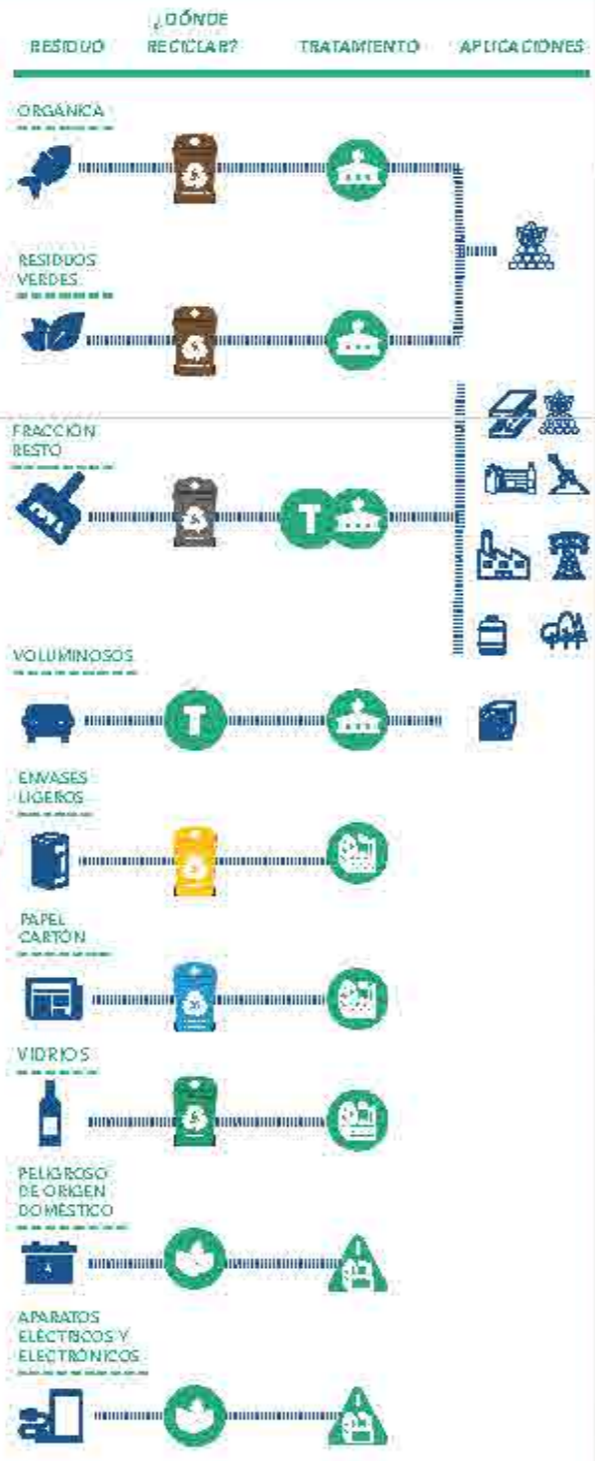 RESIDUO
¿DÓNDE
RECICLAR?
TRATAMIENTO
APLICACIONES
ORGÁNICA
RESIDUOS
VERDES
FRACCIÓN
RESTO
T
VOLUMINOSOS
T
ENVASES
LIGEROS
PAPEL
CARTÓN
VIDRIOS
PELIGROSO
DE ORIGEN
DOMÉSTICO
APARATOS
ELÉCTRICOS Y
ELECTRÓNICOS